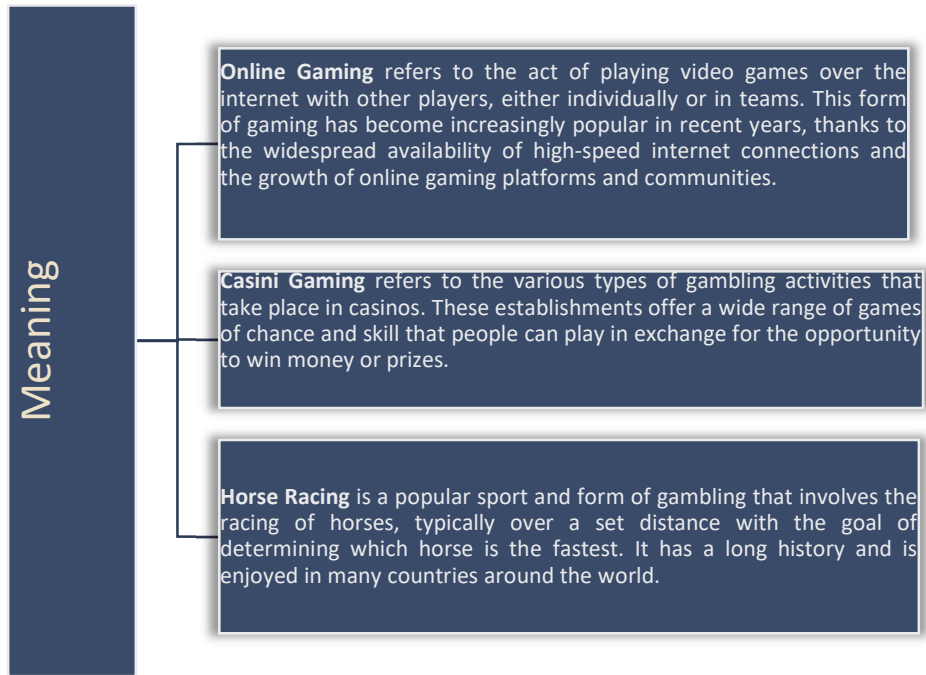 Meaning
Online Gaming refers to the act of playing video games over the
internet with other players, either individually or in teams. This form
of gaming has become increasingly popular in recent years, thanks to
the widespread availability of high-speed internet connections and
the growth of online gaming platforms and communities.
Casini Gaming refers to the various types of gambling activities that
take place in casinos. These establishments offer a wide range of games
of chance and skill that people can play in exchange for the opportunity
to win money or prizes.
Horse Racing is a popular sport and form of gambling that involves the
racing of horses, typically over a set distance with the goal of
determining which horse is the fastest. It has a long history and is
enjoyed in many countries around the world.